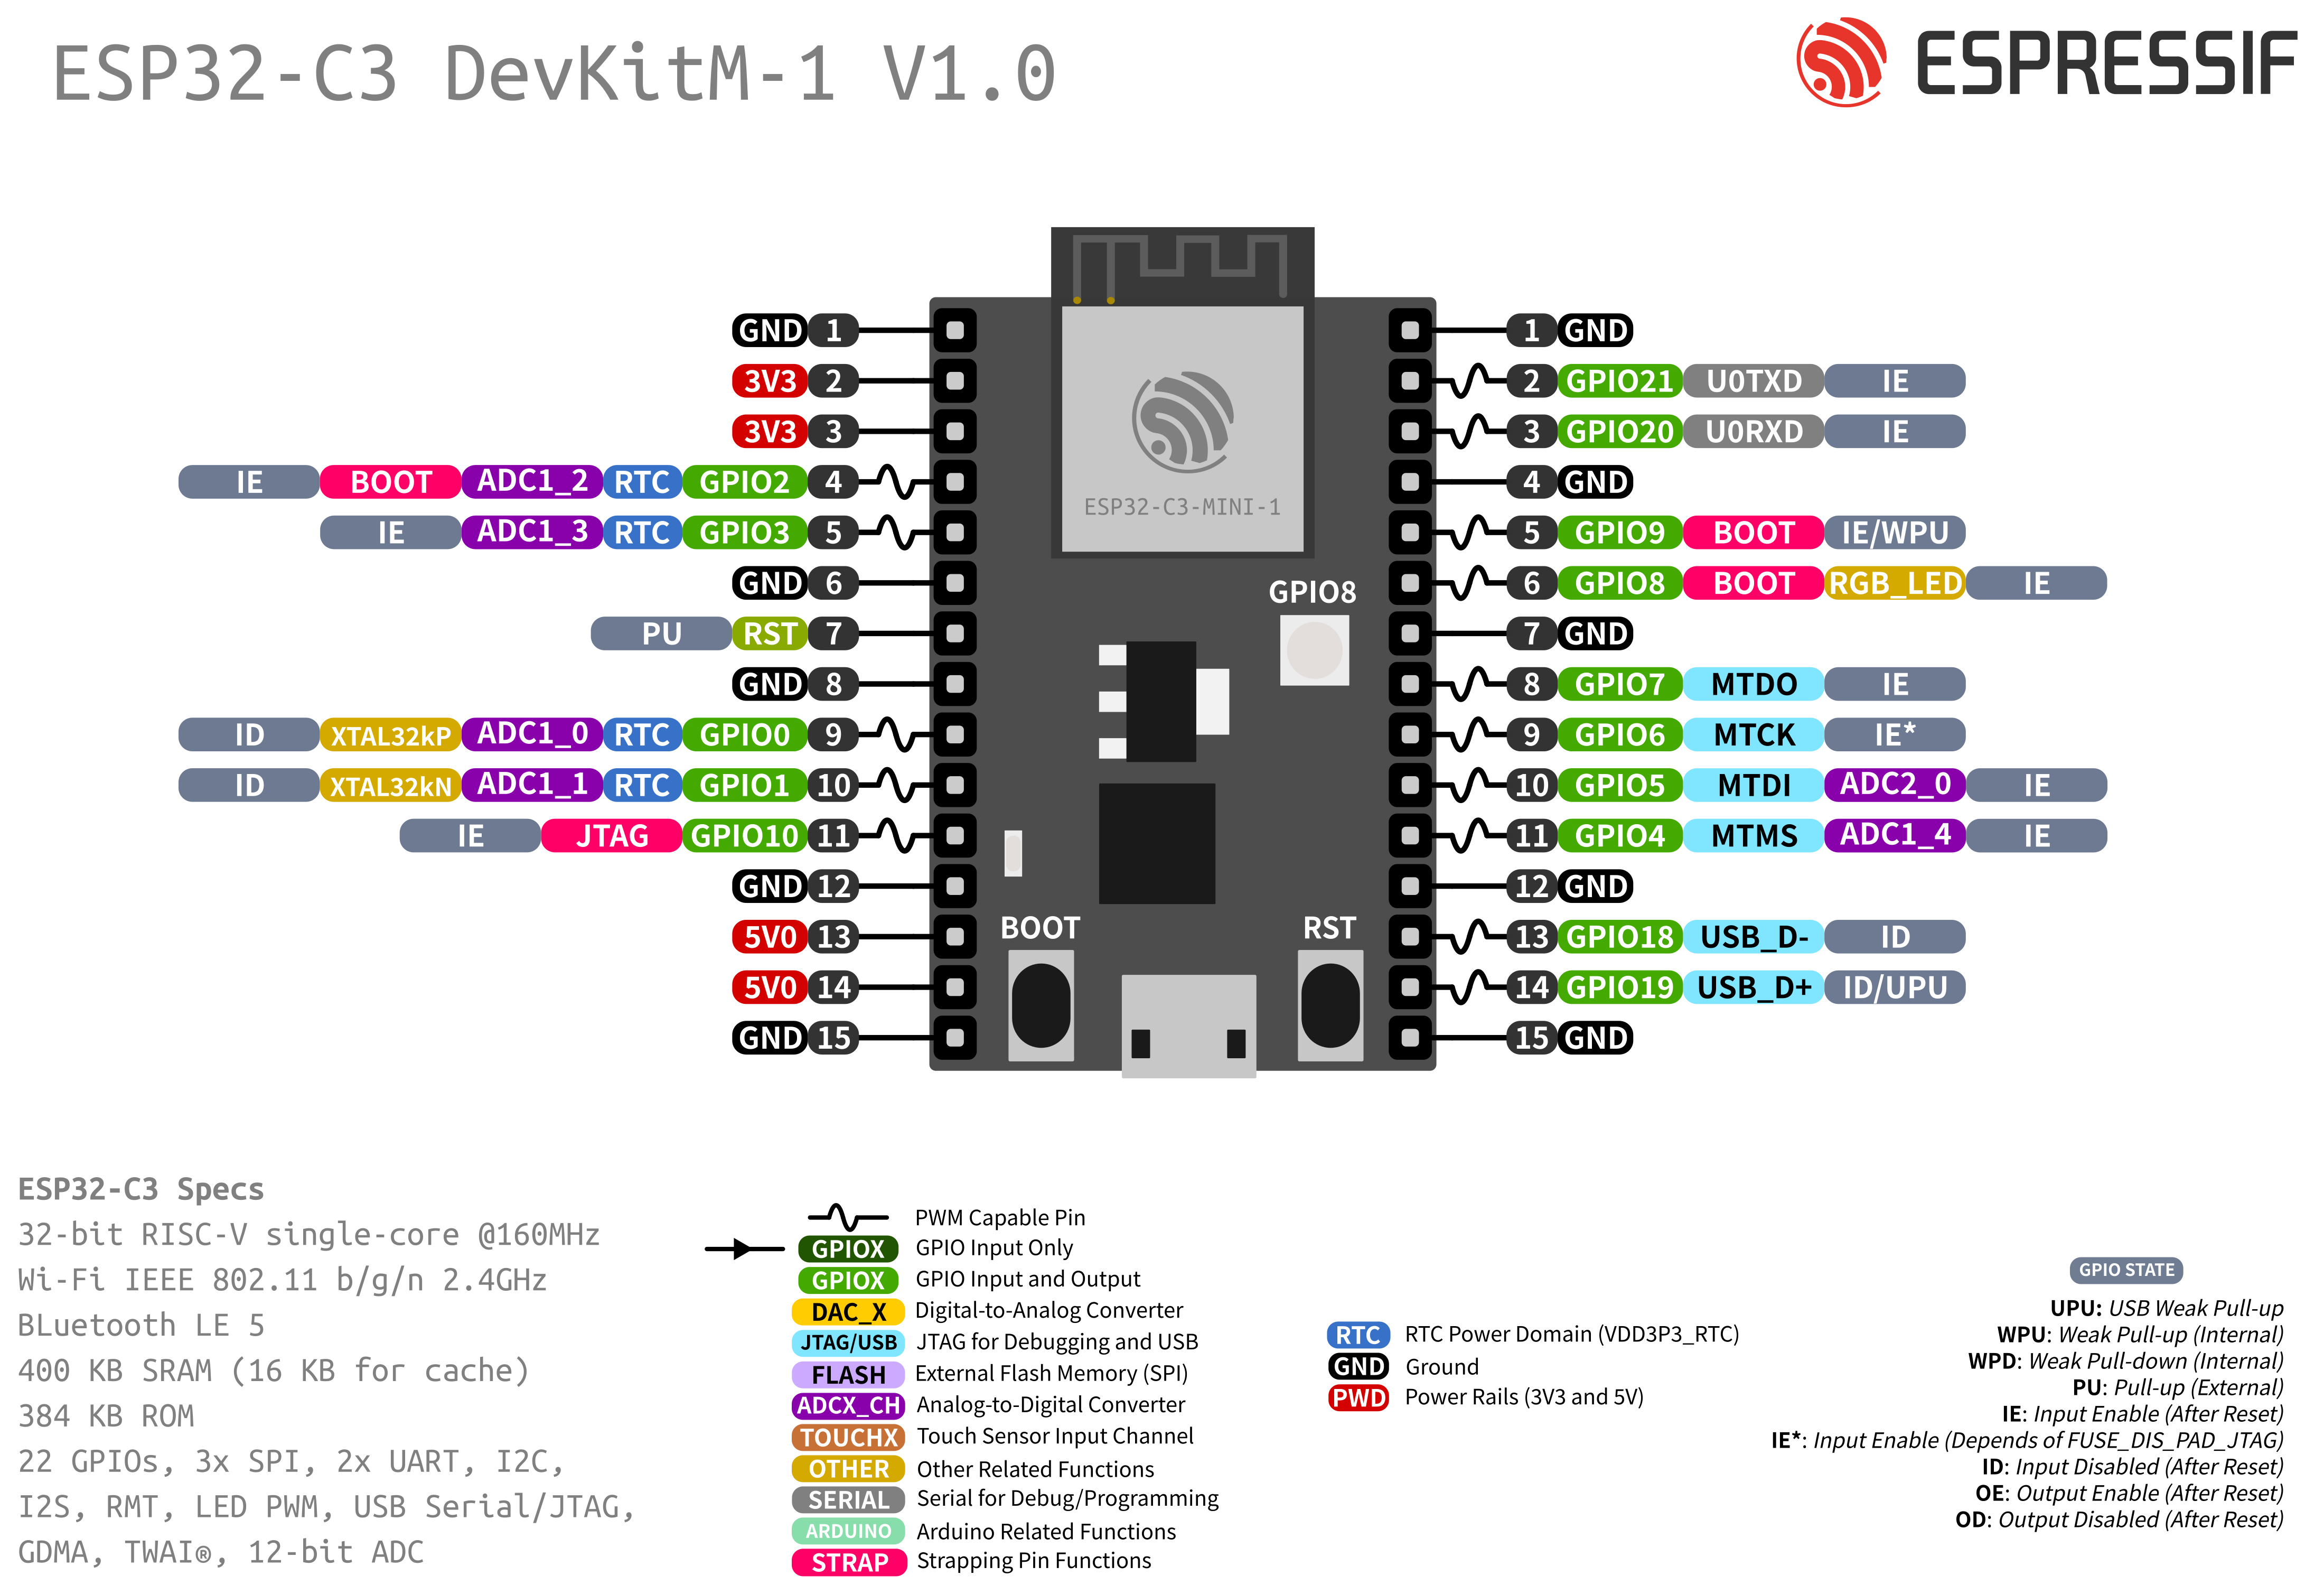 ESP32-C3 DevKitM-1 V1.0
ESPRESSIF
GND 1
3V3 2
3V3 3
IE BOOT ADC1_2 RTC GPIO2 4
IE ADC1_3 RTC GPIO3 5
GND 6
PU RST 7
GND 8
ID XTAL32kP ADC1_0 RTC GPIO0 9
ID XTAL32kN ADC1_1 RTC GPIO1 10
IE JTAG GPIO10 11
GND 12
5V0 13
5V0 14
GND 15
ESP32-C3-MINI-1
GPIO8
BOOT
RST
1 GND
2 GPIO21 U0TXD IE
3 GPIO20 U0RXD IE
4 GND
5 GPIO9 BOOT IE/WPU
6 GPIO8 BOOT RGB_LED IE
7 GND
8 GPIO7 MTDO IE
9 GPIO6 MTCK IE*
10 GPIO5 MTDI ADC2_0 IE
11 GPIO4 MTMS ADC1_4 IE
12 GND
13 GPIO18 USB_D- ID
14 GPIO19 USB_D+ ID/UPU
15 GND
ESP32-C3 Specs
32-bit RISC-V single-core @160MHz
Wi-Fi IEEE 802.11 b/g/n 2.4GHz
BLuetooth LE 5
400 KB SRAM (16 KB for cache)
384 KB ROM
22 GPIOs, 3x SPI, 2x UART, I2C,
I2S, RMT, LED PWM, USB Serial/JTAG,
GDMA, TWAI®, 12-bit ADC
PWM Capable Pin
GPIOX GPIO Input Only
GPIOX GPIO Input and Output
DAC_X Digital-to-Analog Converter
JTAG/USB JTAG for Debugging and USB
FLASH External Flash Memory (SPI)
ADCX_CH Analog-to-Digital Converter
TOUCHX Touch Sensor Input Channel
OTHER Other Related Functions
SERIAL Serial for Debug/Programming
ARDUINO Arduino Related Functions
STRAP Strapping Pin Functions
RTC RTC Power Domain (VDD3P3_RTC)
GND Ground
PWD Power Rails (3V3 and 5V)
GPIO STATE
UPU: USB Weak Pull-up
WPU: Weak Pull-up (Internal)
WPD: Weak Pull-down (Internal)
PU: Pull-up (External)
IE: Input Enable (After Reset)
IE*: Input Enable (Depends of FUSE_DIS_PAD_JTAG)
ID: Input Disabled (After Reset)
OE: Output Enable (After Reset)
OD: Output Disabled (After Reset)